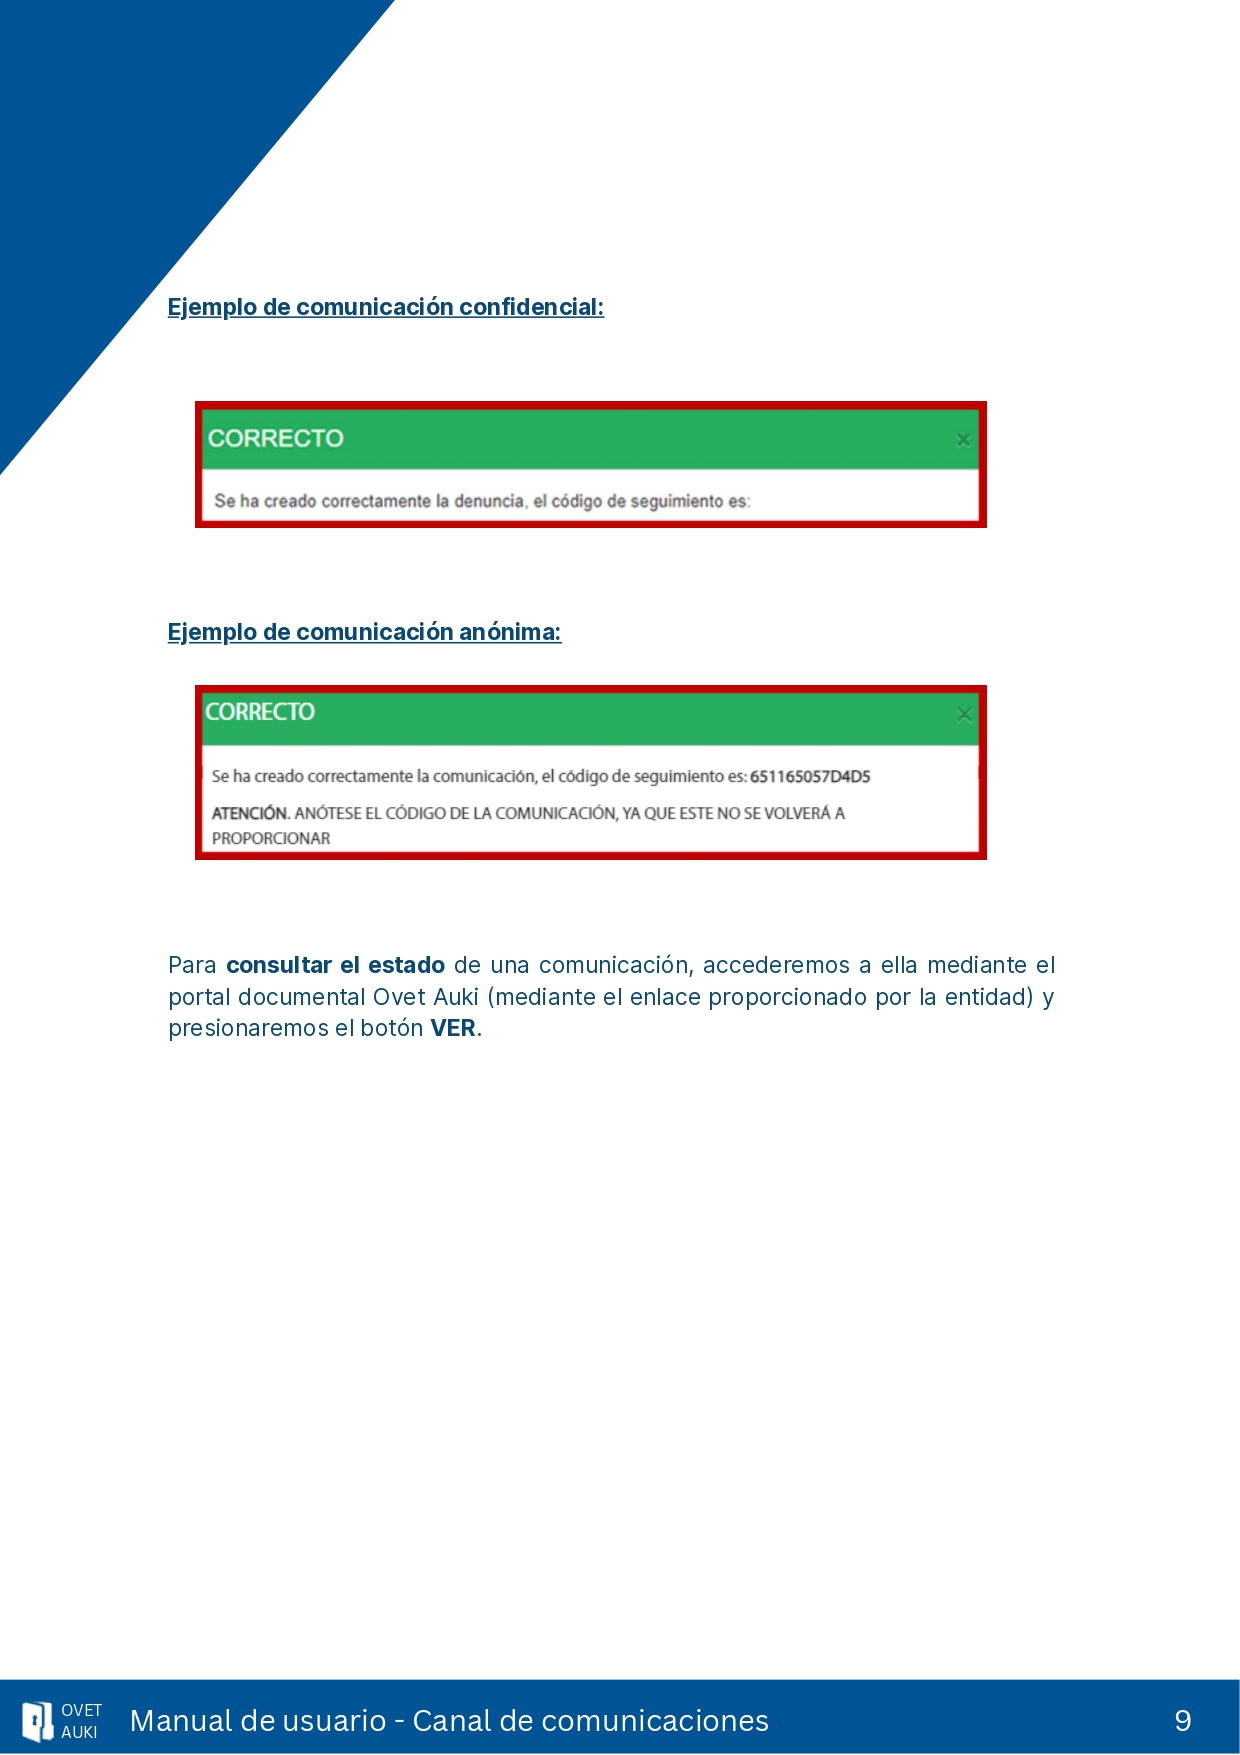 Ejemplo de comunicación confidencial:
CORRECTO ×
Se ha creado correctamente la denuncia, el código de seguimiento es:
Ejemplo de comunicación anónima:
CORRECTO ×
Se ha creado correctamente la comunicación, el código de seguimiento es: 651165057D4D5
ATENCIÓN. ANÓTESE EL CÓDIGO DE LA COMUNICACIÓN, YA QUE ESTE NO SE VOLVERÁ A
PROPORCIONAR
Para consultar el estado de una comunicación, accederemos a ella mediante el
portal documental Ovet Auki (mediante el enlace proporcionado por la entidad) y
presionaremos el botón VER.
OVET
AUKI
Manual de usuario - Canal de comunicaciones
9